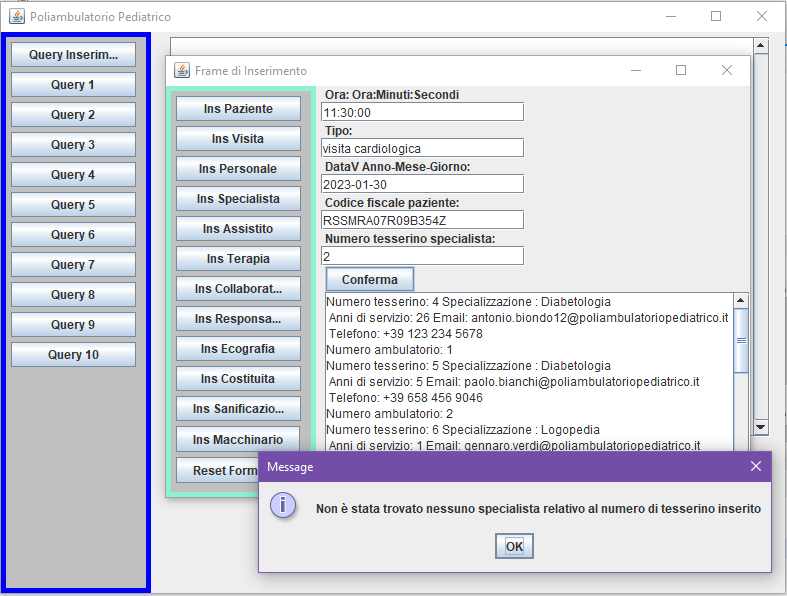 Poliambulatorio Pediatrico
Query Inserim...
Query 1
Query 2
Query 3
Query 4
Query 5
Query 6
Query 7
Query 8
Query 9
Query 10
Frame di Inserimento
Ins Paziente
Ins Visita
Ins Personale
Ins Specialista
Ins Assistito
Ins Terapia
Ins Collaborat...
Ins Responsa...
Ins Ecografia
Ins Costituita
Ins Sanificazio...
Ins Macchinario
Reset Form
Ora: Ora:Minuti:Secondi
11:30:00
Tipo:
visita cardiologica
DataV Anno-Mese-Giorno:
2023-01-30
Codice fiscale paziente:
RSSMRA07R09B354Z
Numero tesserino specialista:
2
Conferma
Numero tesserino: 4 Specializzazione : Diabetologia
Anni di servizio: 26 Email: antonio.biondo12@poliambulatoriopediatrico.it
Telefono: +39 123 234 5678
Numero ambulatorio: 1
Numero tesserino: 5 Specializzazione : Diabetologia
Anni di servizio: 5 Email: paolo.bianchi@poliambulatoriopediatrico.it
Telefono: +39 658 456 9046
Numero ambulatorio: 2
Numero tesserino: 6 Specializzazione : Logopedia
Anni di servizio: 1 Email: gennaro.verdi@poliambulatoriopediatrico.it
Message
Non è stata trovato nessuno specialista relativo al numero di tesserino inserito
OK